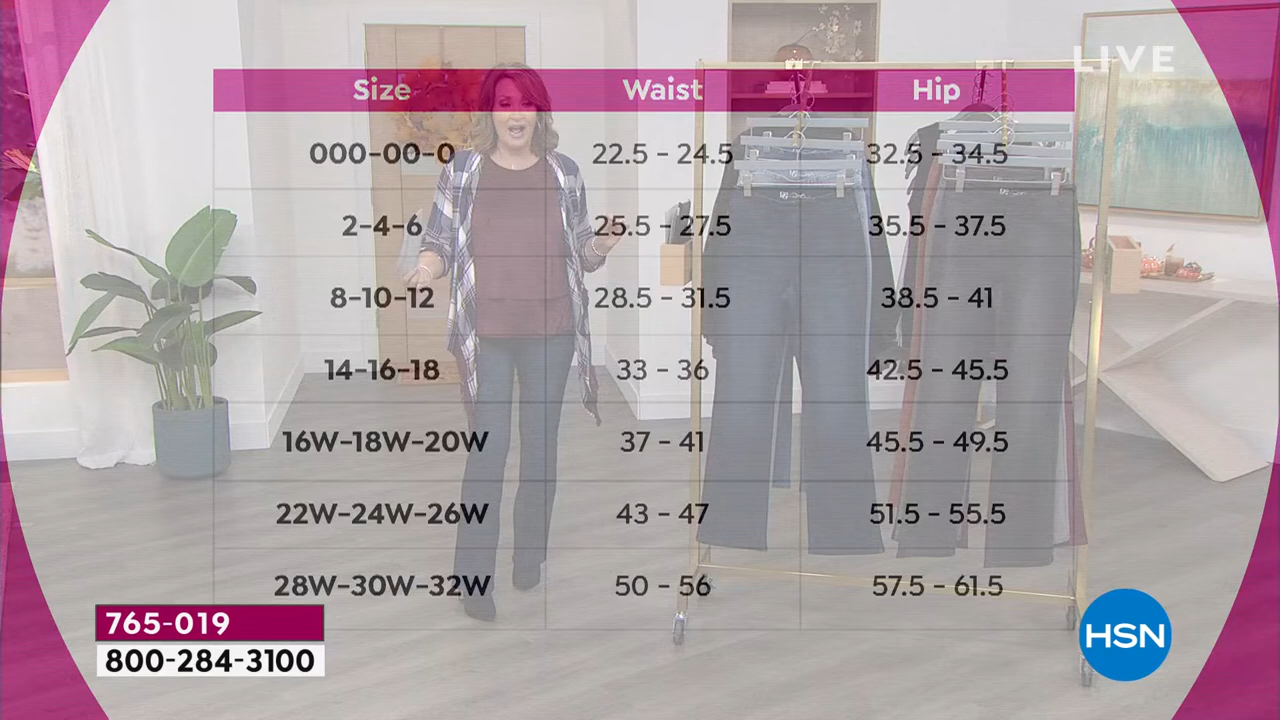 LIVE
Size Waist Hip
000-00-0 22.5 - 24.5 32.5 - 34.5
2-4-6 25.5 - 27.5 35.5 - 37.5
8-10-12 28.5 - 31.5 38.5 - 41
14-16-18 33 - 36 42.5 - 45.5
16W-18W-20W 37 - 41 45.5 - 49.5
22W-24W-26W 43 - 47 51.5 - 55.5
28W-30W-32W 50 - 56 57.5 - 61.5
765-019
800-284-3100
HSN